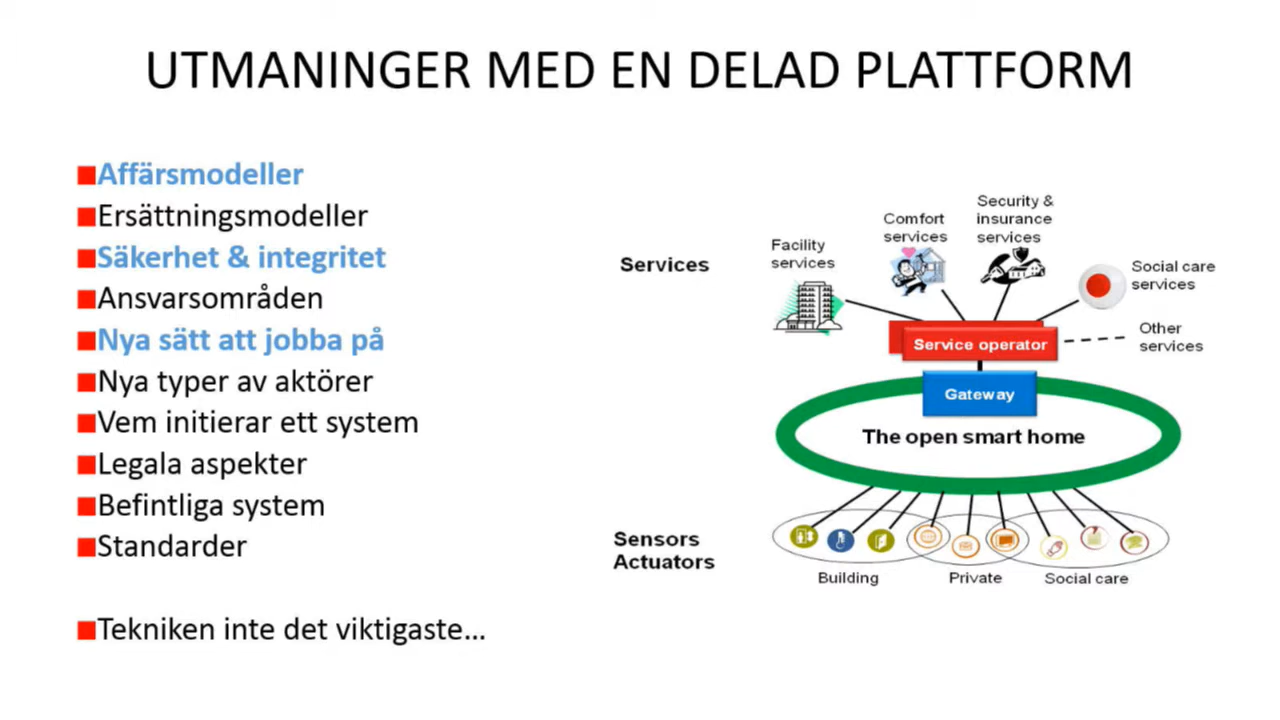 UTMANINGER MED EN DELAD PLATTFORM
Affärsmodeller
Ersättningsmodeller
Säkerhet & integritet
Ansvarsområden
Nya sätt att jobba på
Nya typer av aktörer
Vem initierar ett system
Legala aspekter
Befintliga system
Standarder
Tekniken inte det viktigaste...
Services
Facility
services
Comfort
services
Security &
insurance
services
Social care
services
Other
services
Service operator
Gateway
The open smart home
Sensors
Actuators
Building
Private
Social care